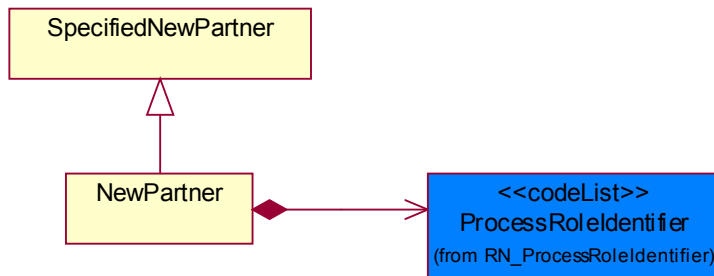 SpecifiedNewPartner
NewPartner
<<codeList>>
ProcessRoleIdentifier
(from RN_ProcessRoleIdentifier)